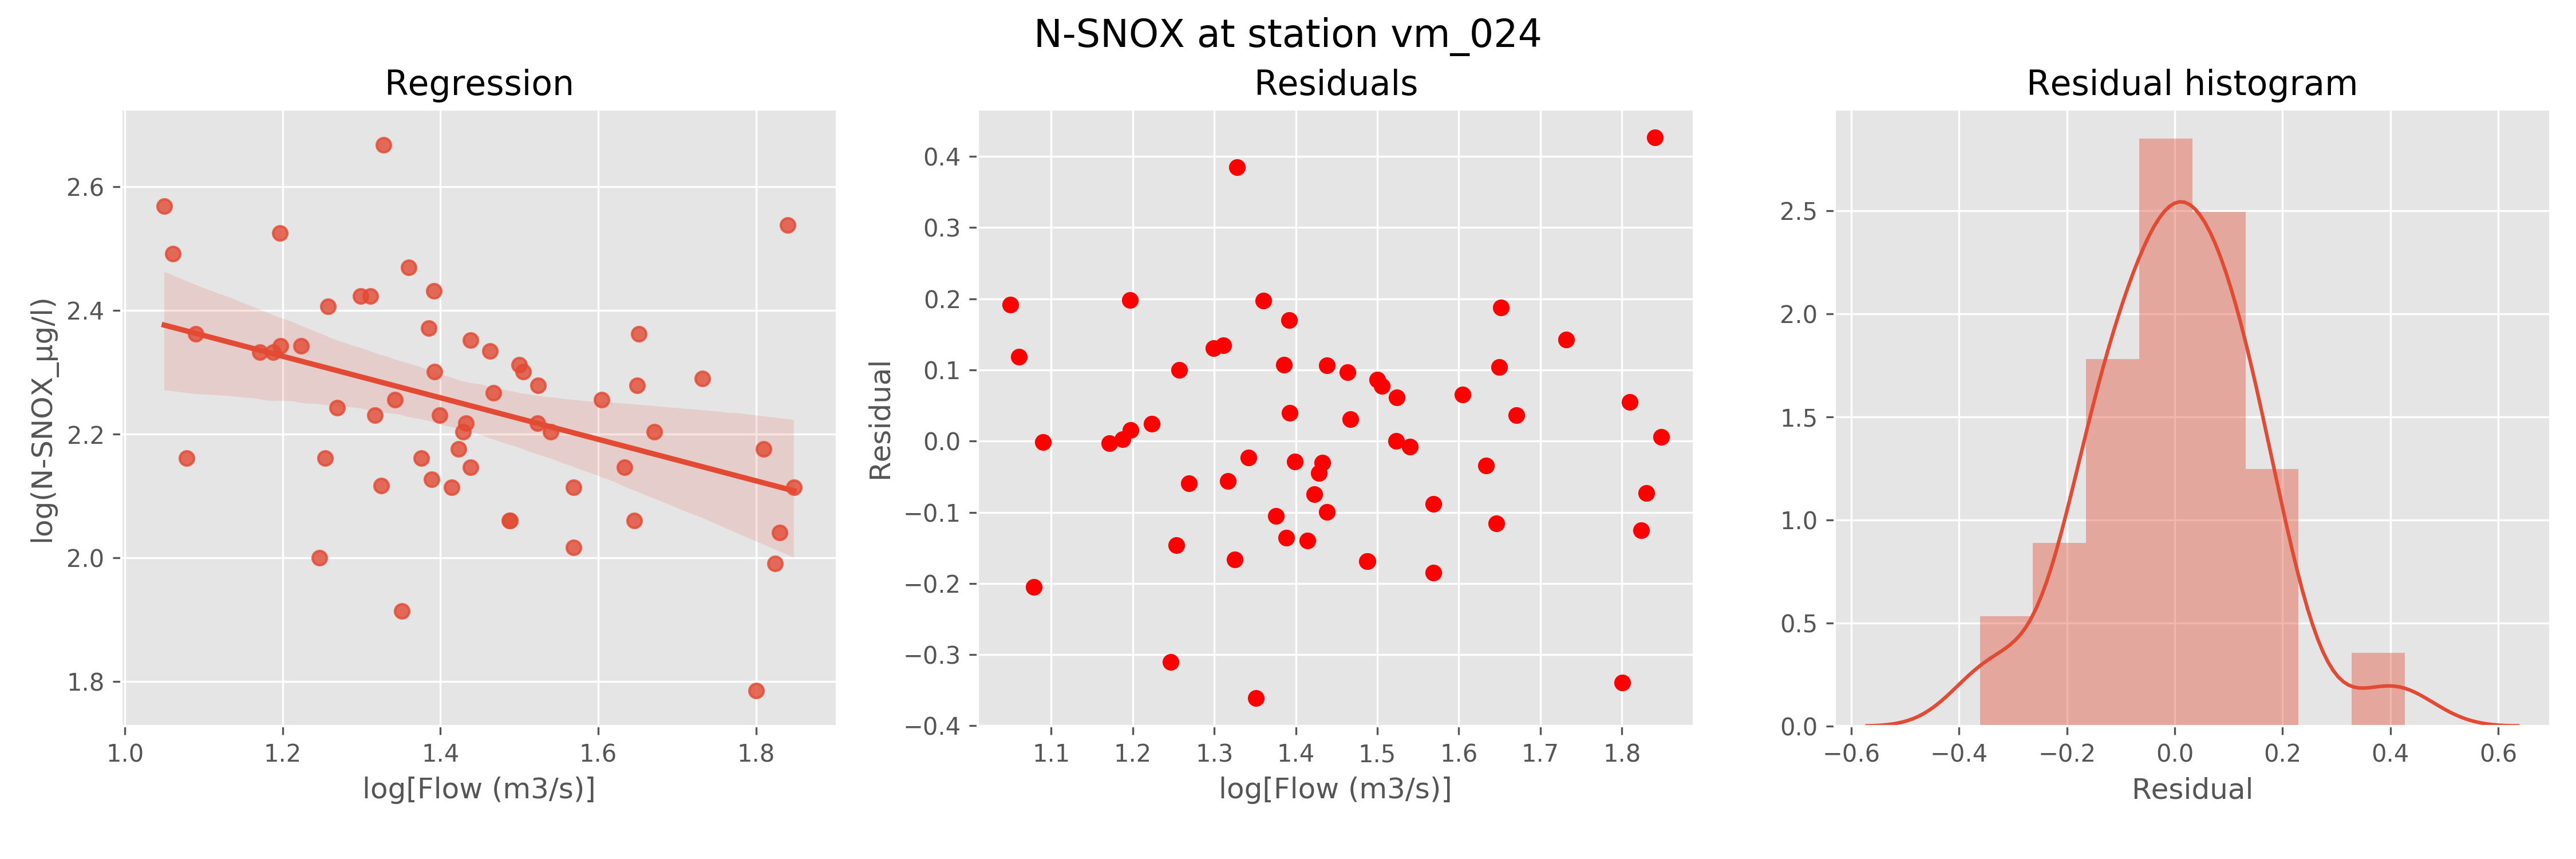 N-SNOX at station vm_024
Regression
Residuals
Residual histogram
2.6
2.4
2.2
2.0
1.8
log(N-SNOX_µg/l)
1.0 1.2 1.4 1.6 1.8
log[Flow (m3/s)]
0.4
0.3
0.2
0.1
0.0
−0.1
−0.2
−0.3
−0.4
Residual
1.1 1.2 1.3 1.4 1.5 1.6 1.7 1.8
log[Flow (m3/s)]
2.5
2.0
1.5
1.0
0.5
0.0
−0.6 −0.4 −0.2 0.0 0.2 0.4 0.6
Residual